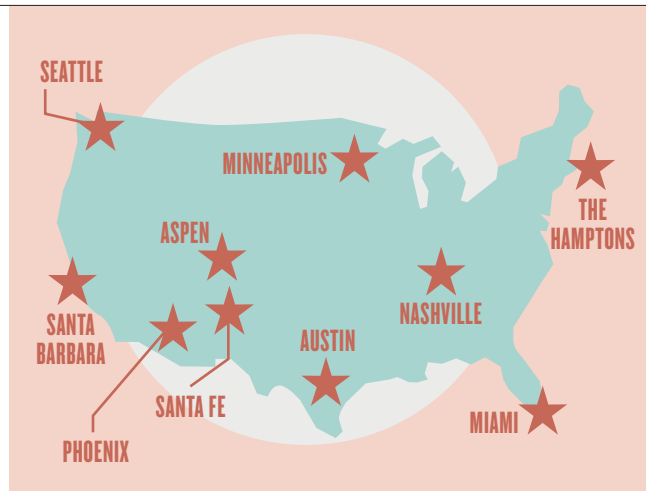 SEATTLE
MINNEAPOLIS
THE
HAMPTONS
ASPEN
NASHVILLE
SANTA
BARBARA
AUSTIN
SANTA FE
MIAMI
PHOENIX